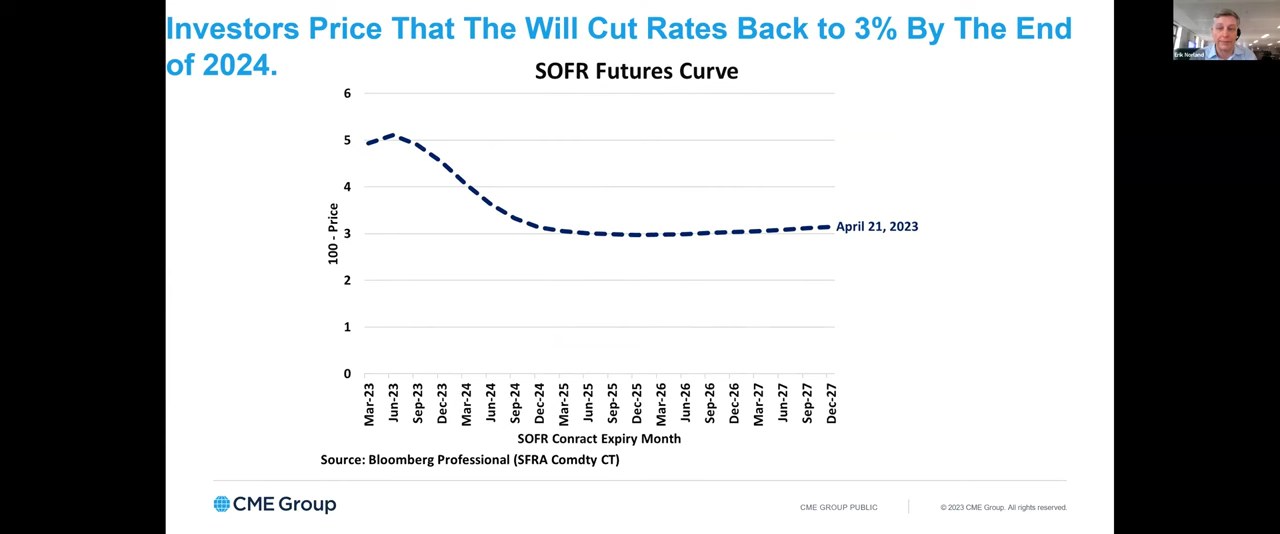 Investors Price That The Will Cut Rates Back to 3% By The End
of 2024.
Erik Norland
SOFR Futures Curve
6
5
4
3
2
1
0
100 - Price
April 21, 2023
Mar-23
Jun-23
Sep-23
Dec-23
Mar-24
Jun-24
Sep-24
Dec-24
Mar-25
Jun-25
Sep-25
Dec-25
Mar-26
Jun-26
Sep-26
Dec-26
Mar-27
Jun-27
Sep-27
Dec-27
SOFR Conract Expiry Month
Source: Bloomberg Professional (SFRA Comdty CT)
CME Group
CME GROUP PUBLIC
© 2023 CME Group. All rights reserved.